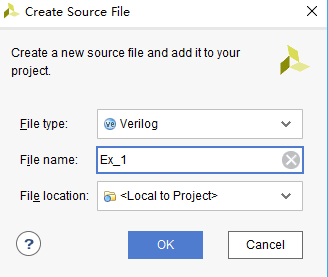 Create Source File
Create a new source file and add it to your
project.
File type: Verilog
File name: Ex_1
File location: <Local to Project>
?
OK
Cancel